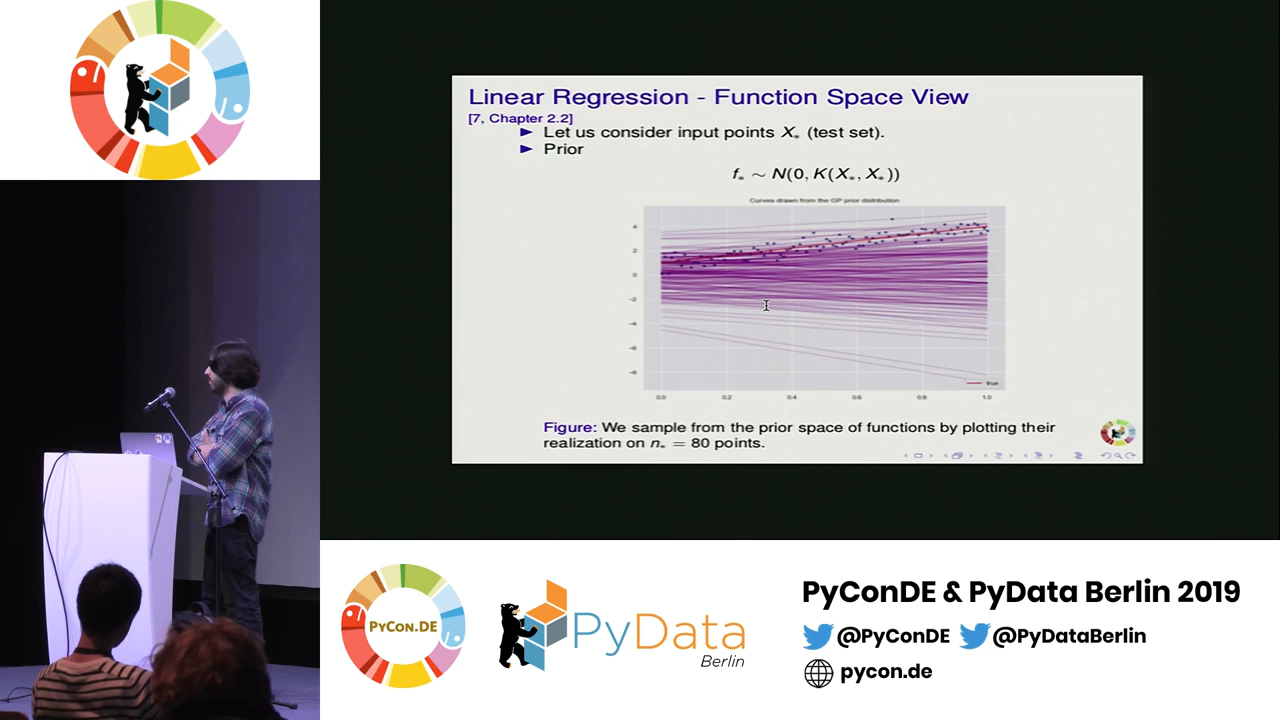 Linear Regression - Function Space View
[7, Chapter 2.2]
Let us consider input points X* (test set).
Prior
f* ∼ N(0, K(X*, X*))
Curves drawn from the GP prior distribution
4
2
0
-2
-4
-6
-8
0.0 0.2 0.4 0.6 0.8 1.0
true
Figure: We sample from the prior space of functions by plotting their
realization on n* = 80 points.
PYCON.DE
PyData
Berlin
PyConDE & PyData Berlin 2019
@PyConDE @PyDataBerlin
pycon.de